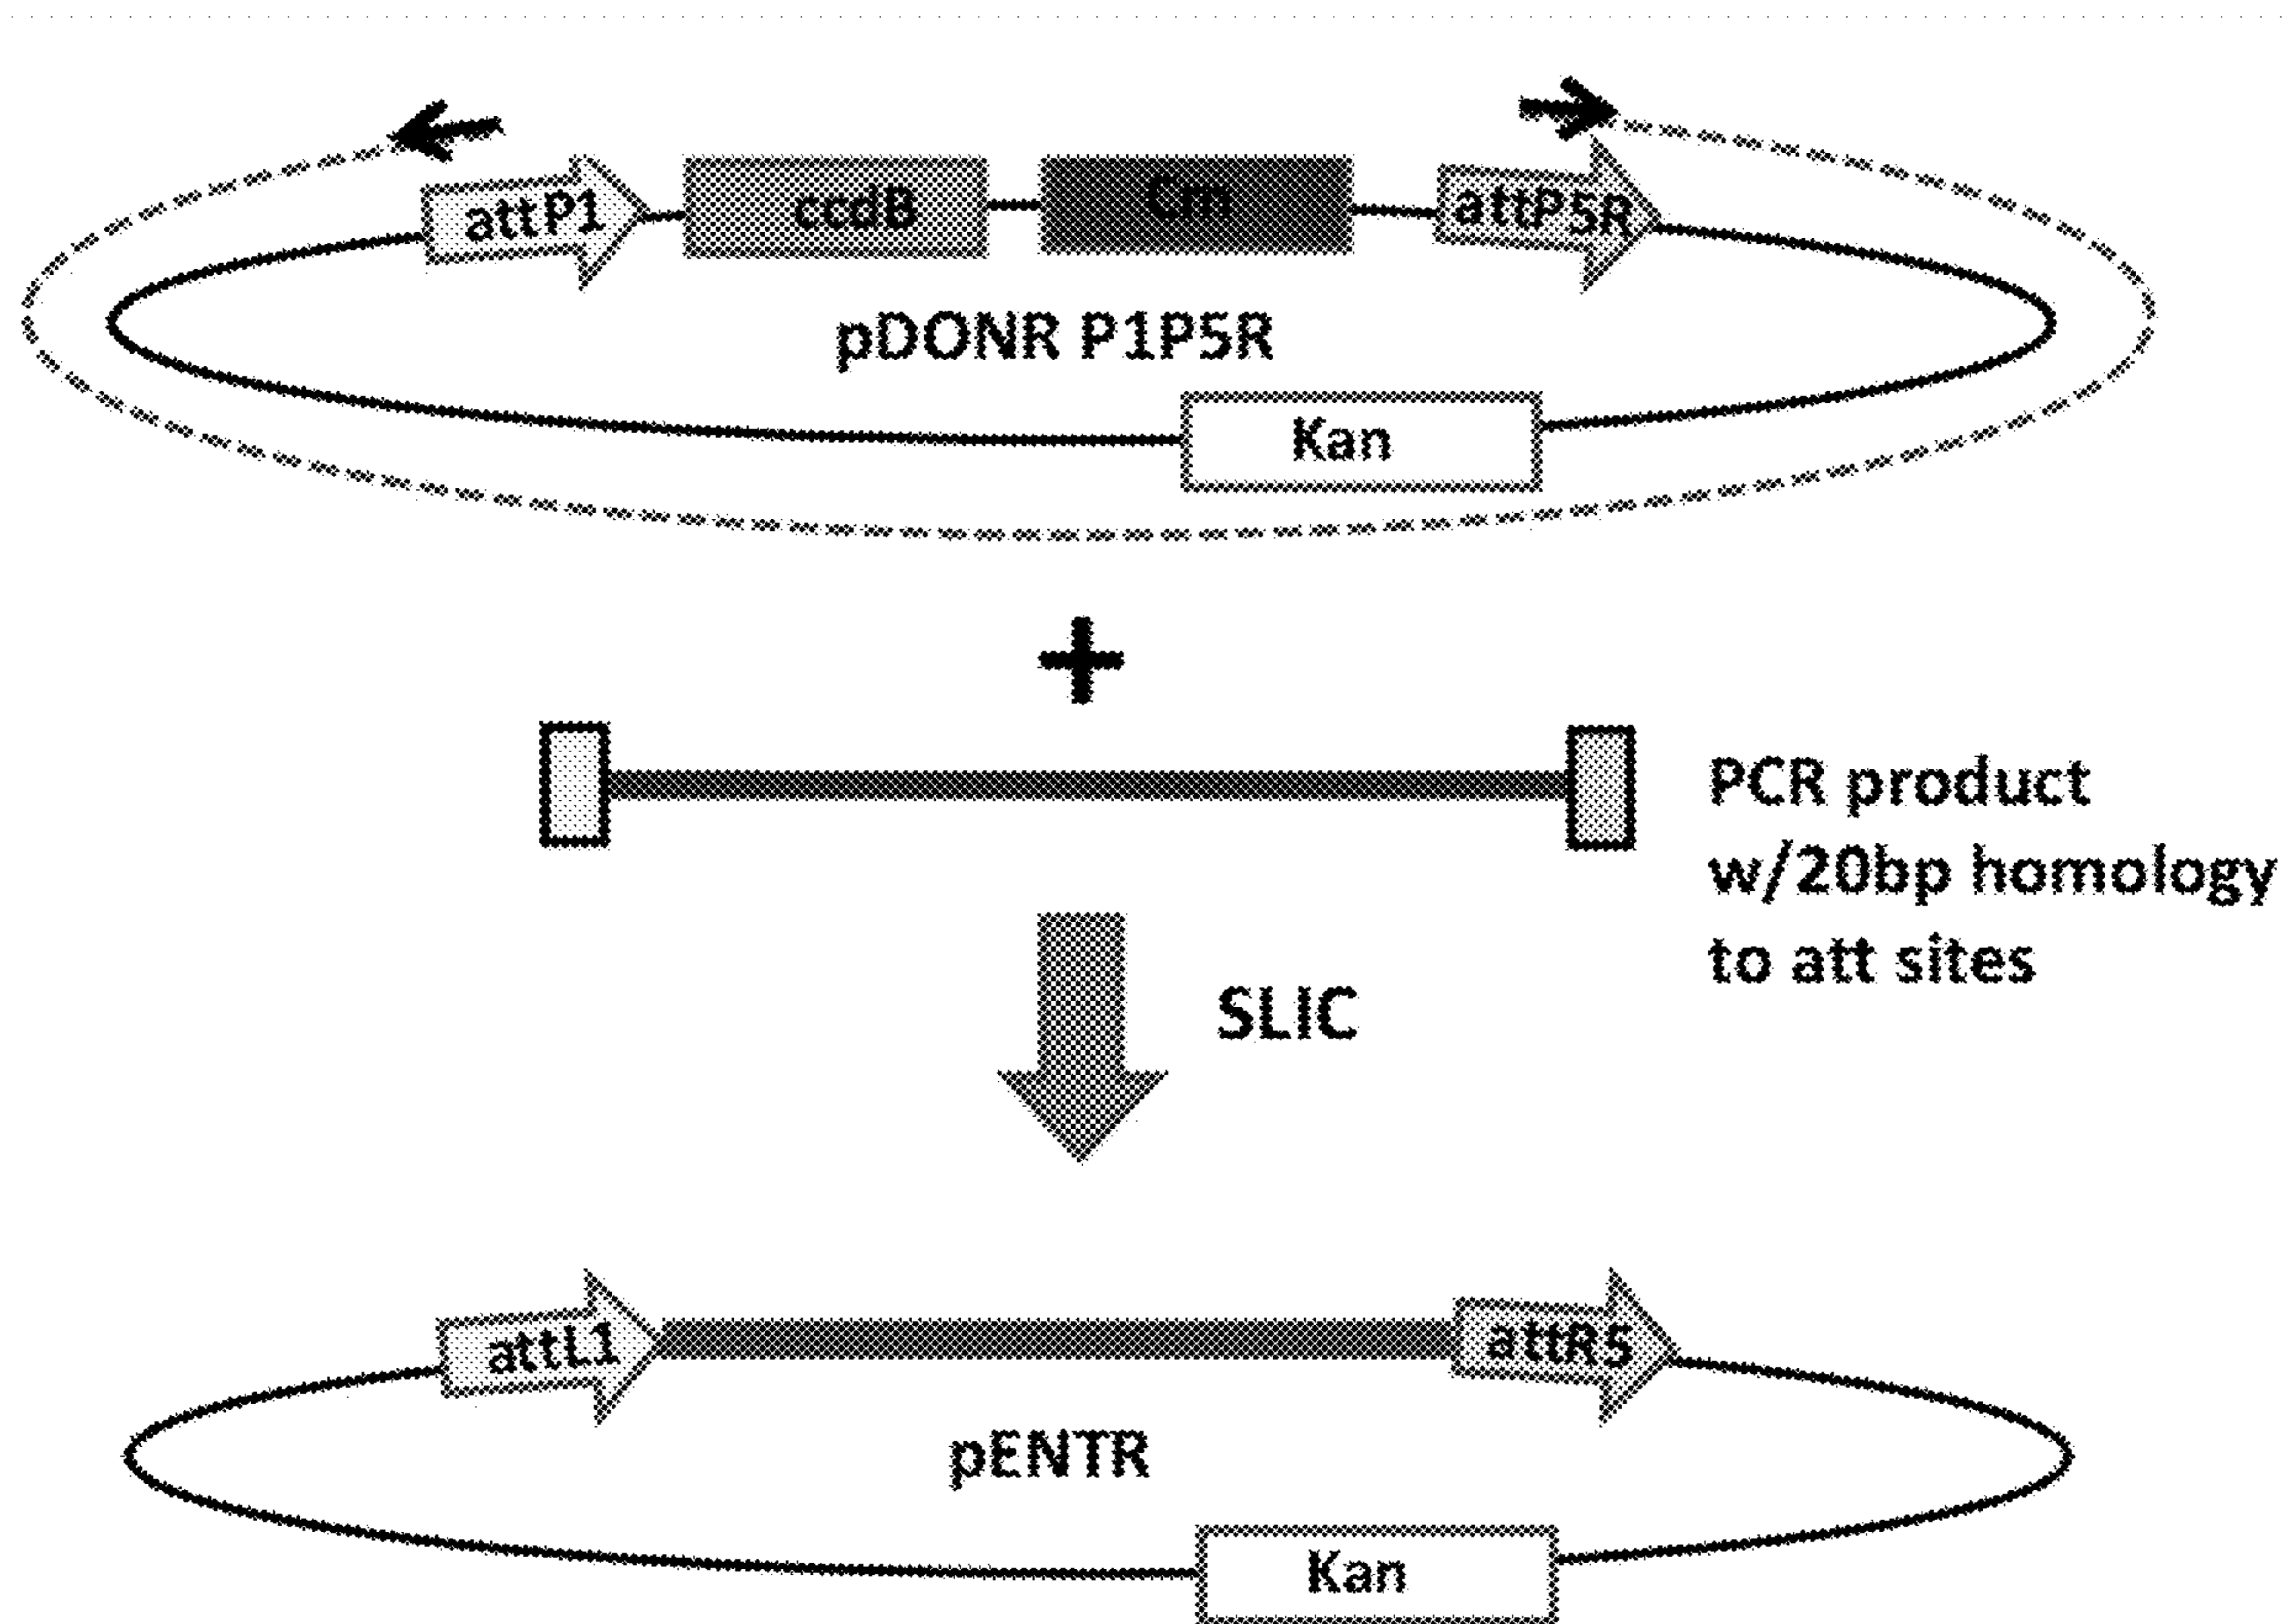 attP1
ccdB
Cm
attP5R
pDONR P1P5R
Kan
+
PCR product
w/20bp homology
to att sites
SLIC
attL1
attR5
pENTR
Kan